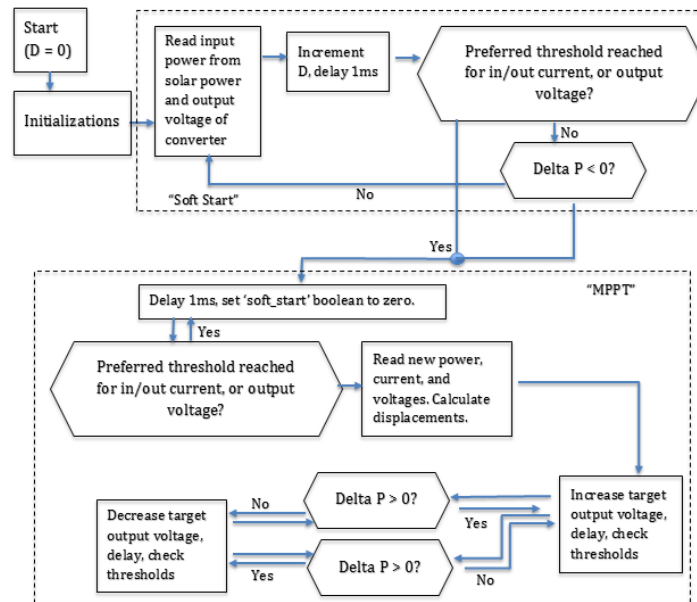 Start
(D = 0)
Initializations
Read input
power from
solar power
and output
voltage of
converter
Increment
D, delay 1ms
Preferred threshold reached
for in/out current, or output
voltage?
No
Delta P < 0?
No
"Soft Start"
Yes
"MPPT"
Delay 1ms, set 'soft_start' boolean to zero.
Yes
Preferred threshold reached
for in/out current, or output
voltage?
Read new power,
current, and
voltages. Calculate
displacements.
Increase target
output voltage,
delay, check
thresholds
Delta P > 0?
No
Yes
Decrease target
output voltage,
delay, check
thresholds
Delta P > 0?
Yes
No